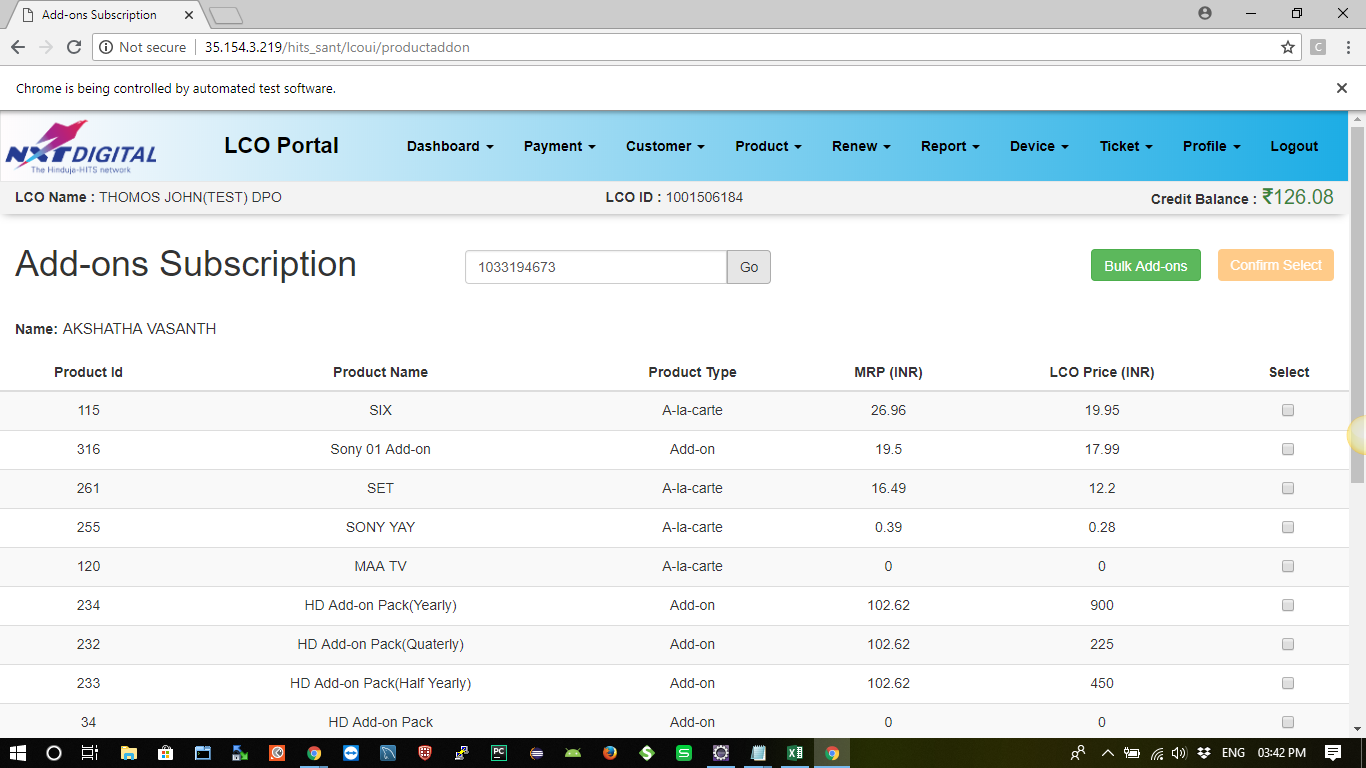 Add-ons Subscription
Not secure 35.154.3.219/hits_sant/lcoui/productaddon
Chrome is being controlled by automated test software.
NXTDIGITAL
The Hinduja-HITS network
LCO Portal Dashboard Payment Customer Product Renew Report Device Ticket Profile Logout
LCO Name : THOMOS JOHN(TEST) DPO LCO ID : 1001506184 Credit Balance : ₹126.08
Add-ons Subscription 1033194673 Go Bulk Add-ons Confirm Select
Name: AKSHATHA VASANTH
Product Id Product Name Product Type MRP (INR) LCO Price (INR) Select
115 SIX A-la-carte 26.96 19.95
316 Sony 01 Add-on Add-on 19.5 17.99
261 SET A-la-carte 16.49 12.2
255 SONY YAY A-la-carte 0.39 0.28
120 MAA TV A-la-carte 0 0
234 HD Add-on Pack(Yearly) Add-on 102.62 900
232 HD Add-on Pack(Quaterly) Add-on 102.62 225
233 HD Add-on Pack(Half Yearly) Add-on 102.62 450
34 HD Add-on Pack Add-on 0 0
ENG 03:42 PM